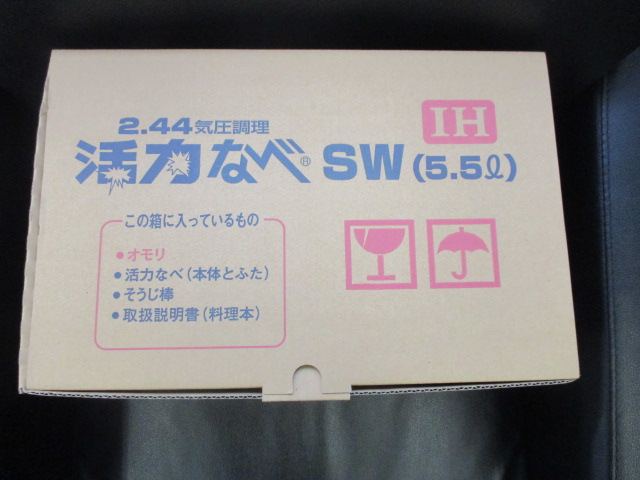 2.44気圧調理
活力なべ® SW (5.5ℓ)
IH
この箱に入っているもの
●オモリ
●活力なべ(本体とふた)
●そうじ棒
●取扱説明書(料理本)